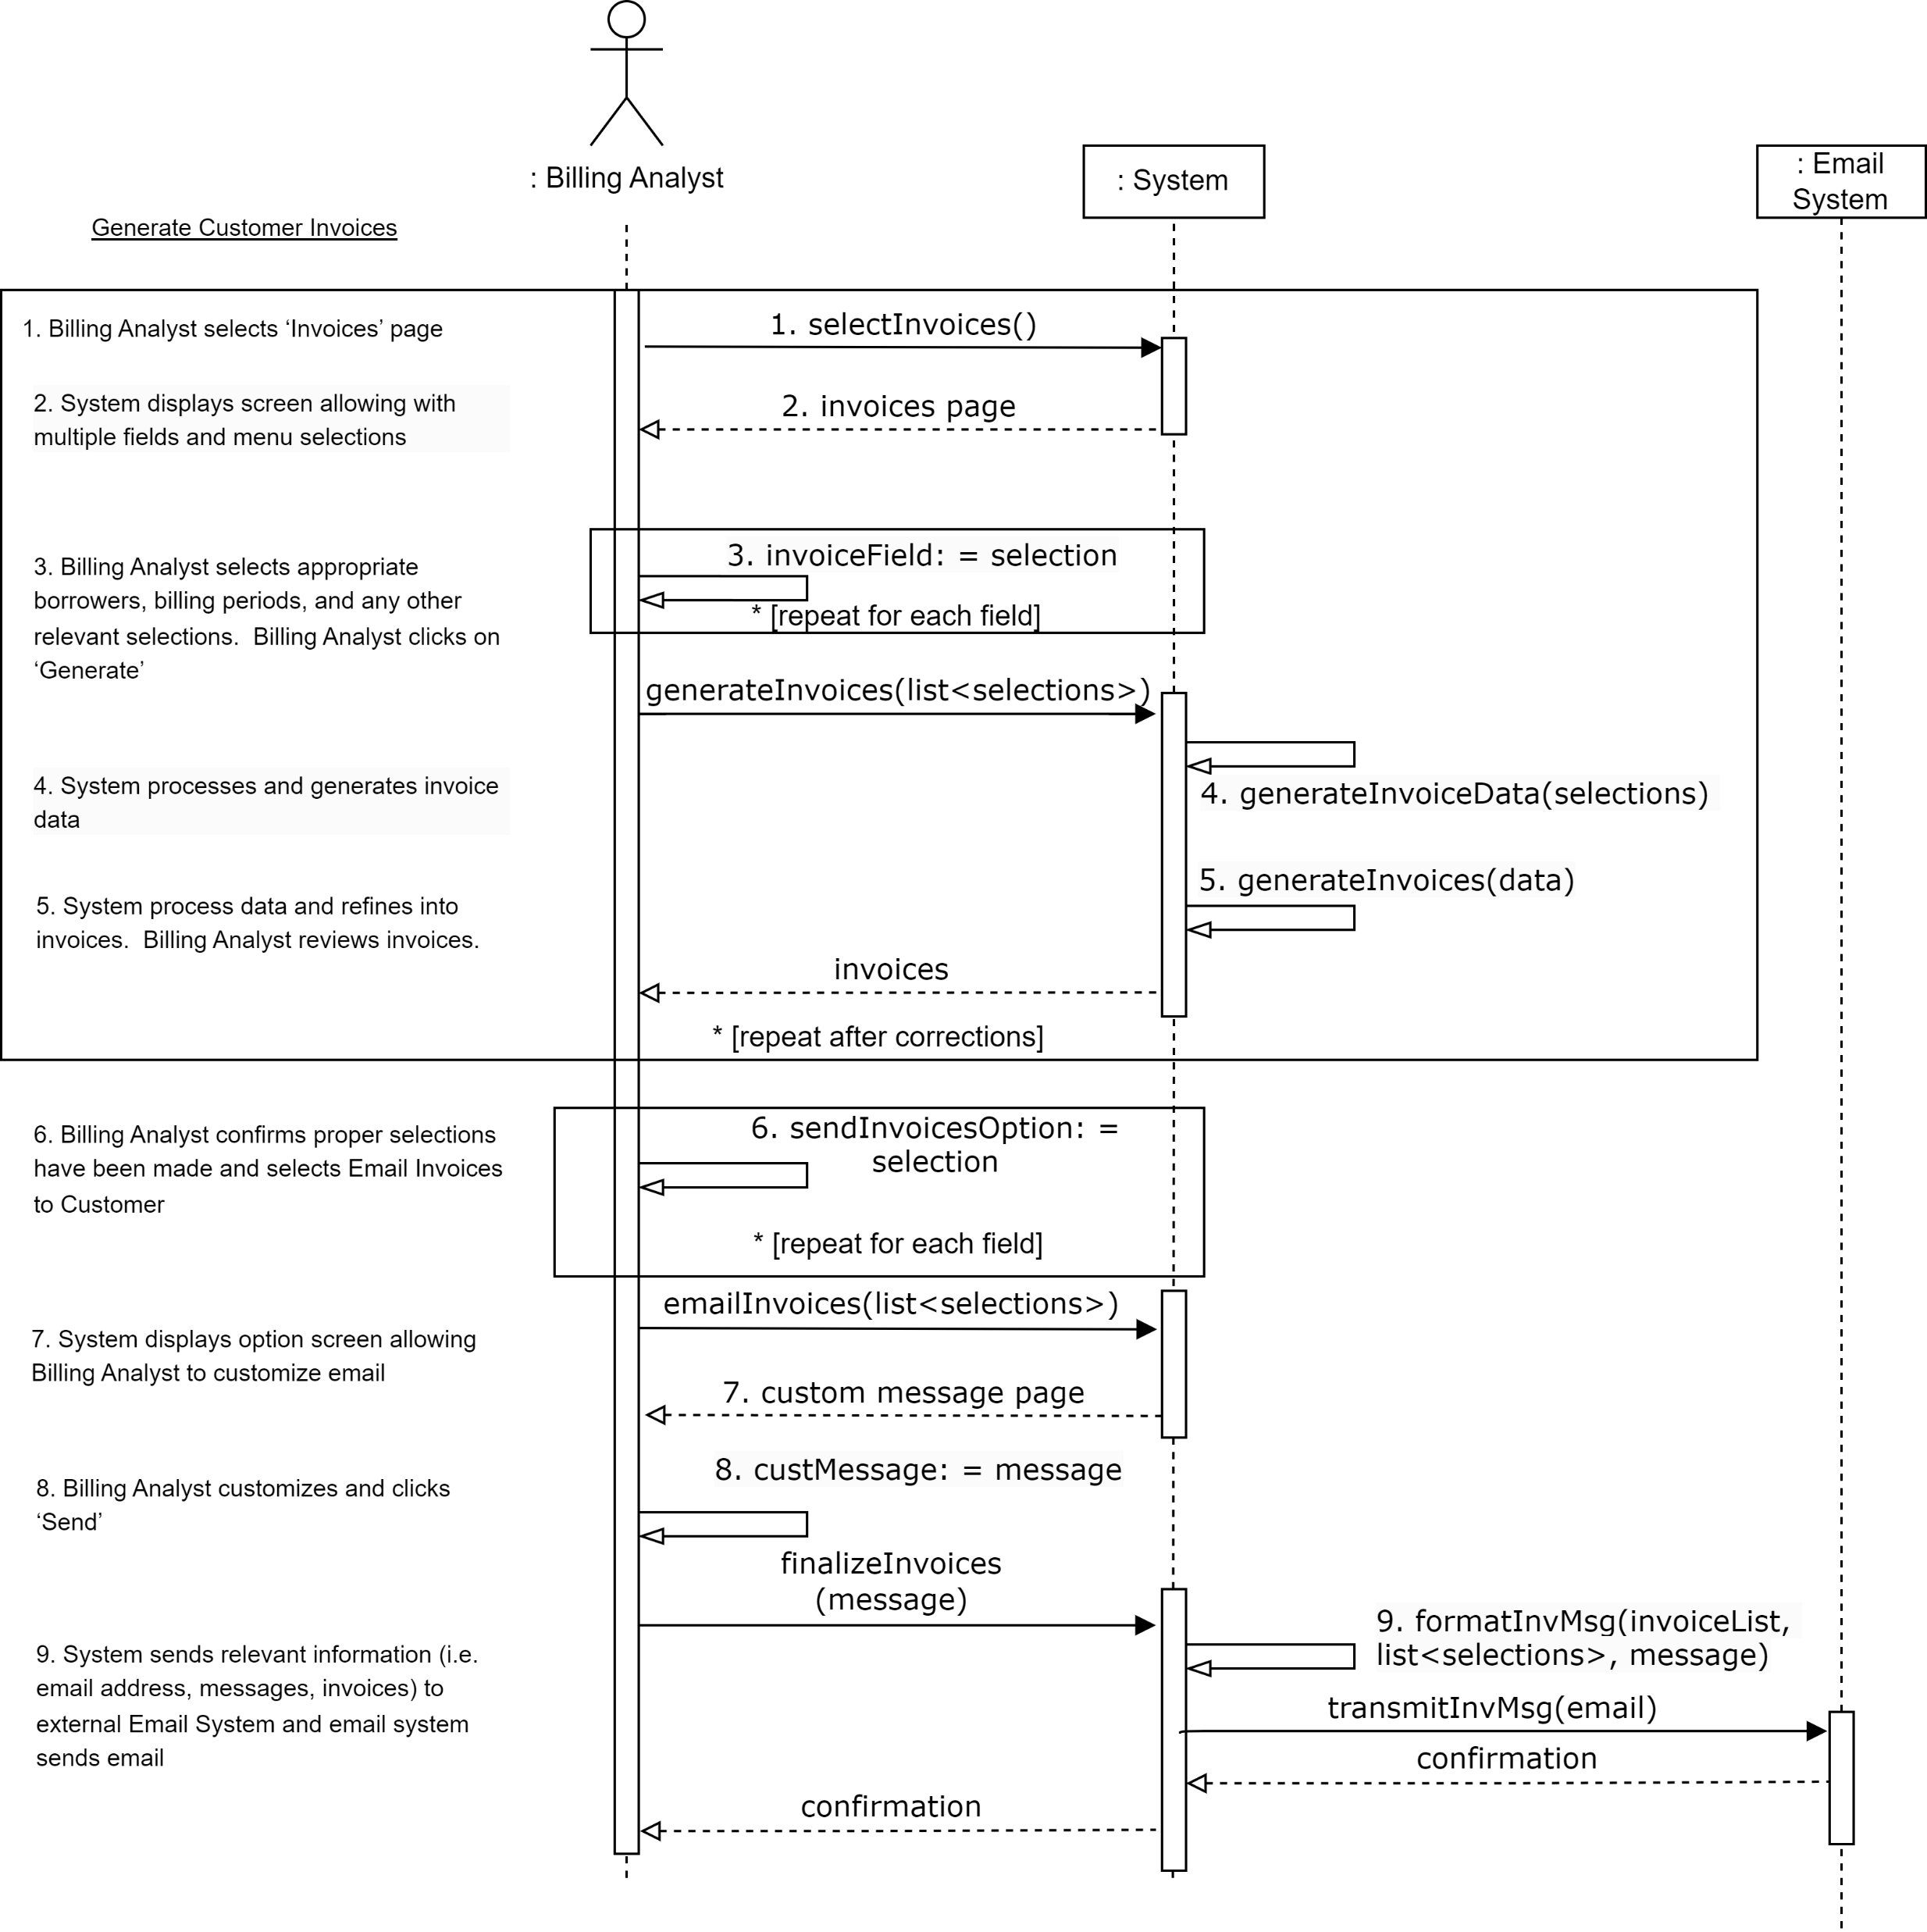 : Billing Analyst
: System
: Email
System
Generate Customer Invoices
1. Billing Analyst selects ‘Invoices’ page
1. selectInvoices()
2. System displays screen allowing with
multiple fields and menu selections
2. invoices page
3. Billing Analyst selects appropriate
borrowers, billing periods, and any other
relevant selections.  Billing Analyst clicks on
‘Generate’
3. invoiceField: = selection
* [repeat for each field]
generateInvoices(list<selections>)
4. System processes and generates invoice
data
4. generateInvoiceData(selections)
5. System process data and refines into
invoices.  Billing Analyst reviews invoices.
5. generateInvoices(data)
invoices
* [repeat after corrections]
6. Billing Analyst confirms proper selections
have been made and selects Email Invoices
to Customer
6. sendInvoicesOption: =
selection
* [repeat for each field]
emailInvoices(list<selections>)
7. System displays option screen allowing
Billing Analyst to customize email
7. custom message page
8. custMessage: = message
8. Billing Analyst customizes and clicks
‘Send’
finalizeInvoices
(message)
9. System sends relevant information (i.e.
email address, messages, invoices) to
external Email System and email system
sends email
9. formatInvMsg(invoiceList,
list<selections>, message)
transmitInvMsg(email)
confirmation
confirmation